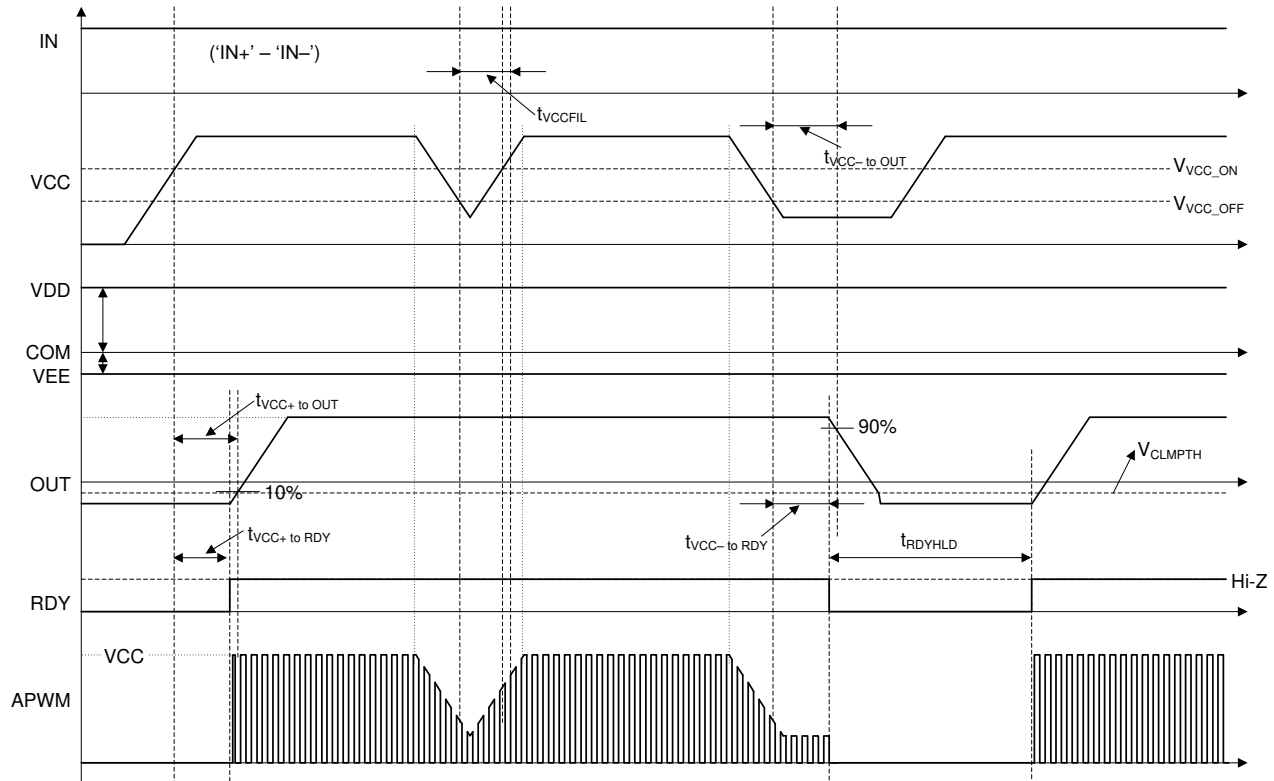 IN
('IN+' – 'IN–')
tVCCFIL
tVCC– to OUT
VCC
VVCC_ON
VVCC_OFF
VDD
COM
VEE
tVCC+ to OUT
90%
VCLMPTH
OUT
10%
tVCC+ to RDY
tVCC– to RDY
tRDYHLD
Hi-Z
RDY
VCC
APWM